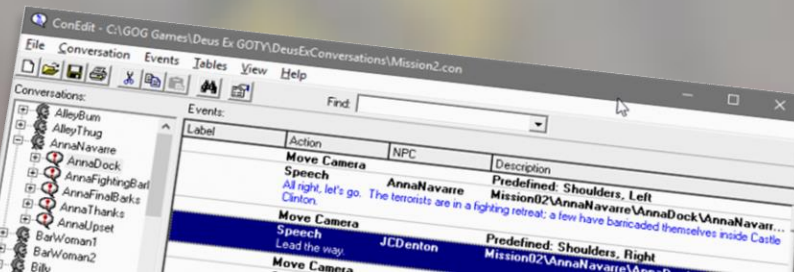 ConEdit - C:\GOG Games\Deus Ex GOTY\DeusExConversations\Mission2.con
File Conversation Events Tables View Help
Find:
Conversations:
Events:
AlleyBum
AlleyThug
AnnaNavarre
AnnaDock
AnnaFightingBarl
AnnaFinalBarks
AnnaThanks
AnnaUpset
BarWoman1
BarWoman2
Billy
Label Action NPC Description
Move Camera Predefined: Shoulders, Left
Speech AnnaNavarre Mission02\AnnaNavarre\AnnaDock\AnnaNavarr...
All right, let's go. The terrorists are in a fighting retreat; a few have barricaded themselves inside Castle
Clinton.
Move Camera Predefined: Shoulders, Right
Speech JCDenton Mission02\AnnaNavarre\
Lead the way.
Move Camera